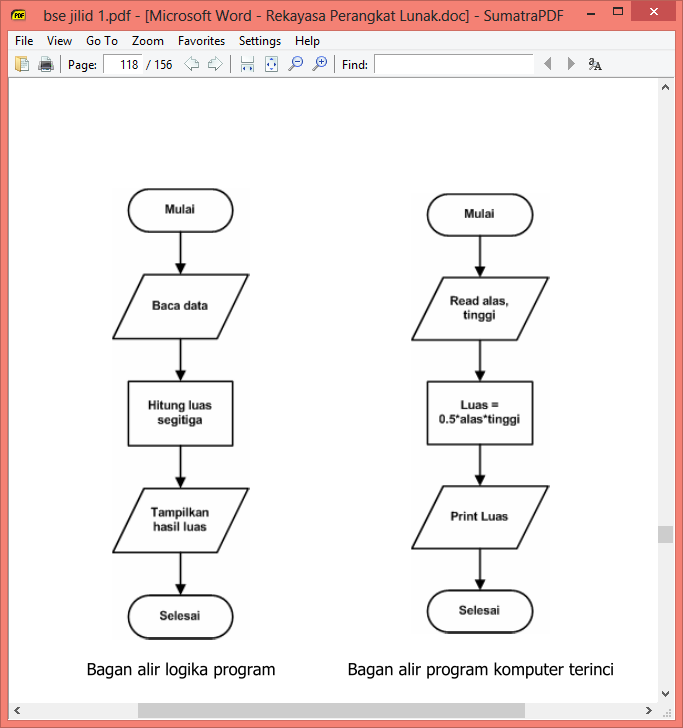 bse jilid 1.pdf - [Microsoft Word - Rekayasa Perangkat Lunak.doc] - SumatraPDF
File View Go To Zoom Favorites Settings Help
Page: 118 / 156 Find:
Mulai
Baca data
Hitung luas
segitiga
Tampilkan
hasil luas
Selesai
Bagan alir logika program
Mulai
Read alas,
tinggi
Luas =
0.5*alas*tinggi
Print Luas
Selesai
Bagan alir program komputer terinci